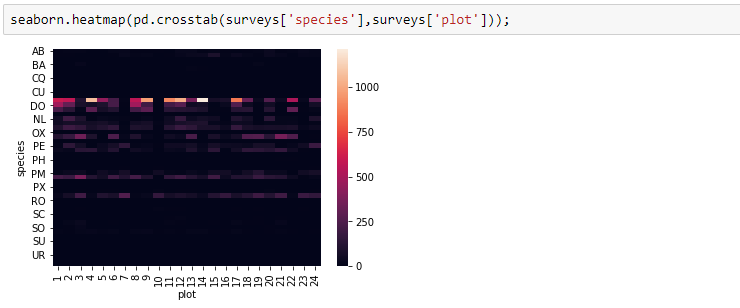 seaborn.heatmap(pd.crosstab(surveys['species'],surveys['plot']));
AB
BA
CQ
CU
DO
NL
OX
PE
PH
PM
PX
RO
SC
SO
SU
UR
species
1 2 3 4 5 6 7 8 9 10 11 12 13 14 15 16 17 18 19 20 21 22 23 24
plot
1000
750
500
250
0